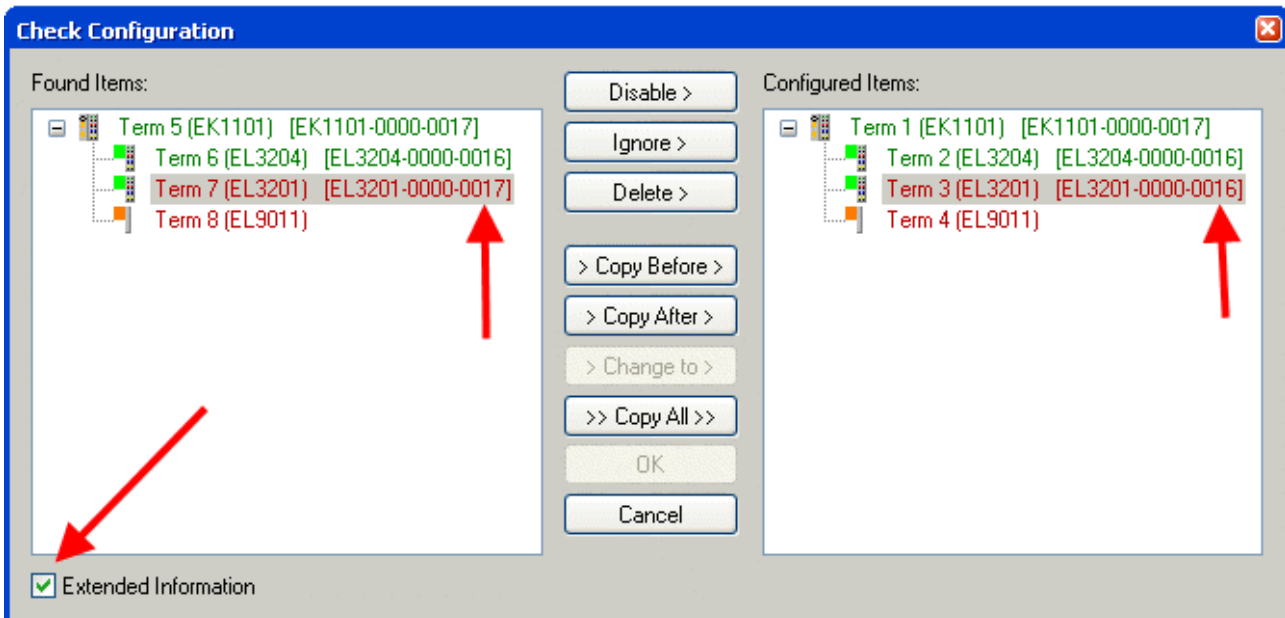 Check Configuration
Found Items:
Term 5 (EK1101) [EK1101-0000-0017]
Term 6 (EL3204) [EL3204-0000-0016]
Term 7 (EL3201) [EL3201-0000-0017]
Term 8 (EL9011)
Disable >
Ignore >
Delete >
> Copy Before >
> Copy After >
> Change to >
>> Copy All >>
OK
Cancel
Configured Items:
Term 1 (EK1101) [EK1101-0000-0017]
Term 2 (EL3204) [EL3204-0000-0016]
Term 3 (EL3201) [EL3201-0000-0016]
Term 4 (EL9011)
Extended Information